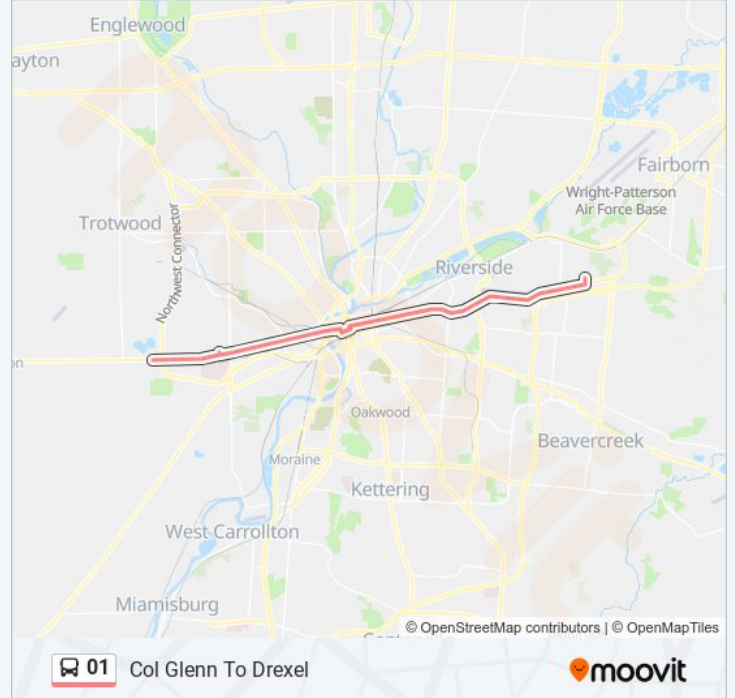 Englewood
ayton
Fairborn
Wright-Patterson
Air Force Base
Trotwood
Northwest Connector
Riverside
on
Oakwood
Beavercreek
Moraine
Kettering
West Carrollton
Miamisburg
© OpenStreetMap contributors | © OpenMapTiles
01 Col Glenn To Drexel
moovit